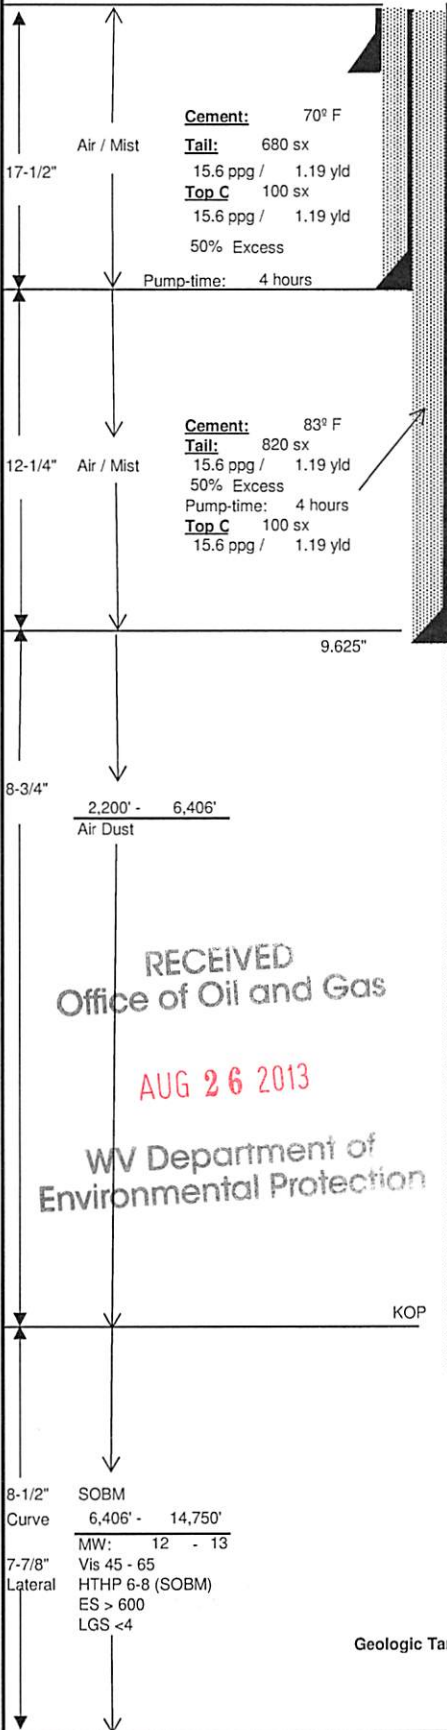 Cement: 70º F
Air / Mist
Tail: 680 sx
17-1/2"
15.6 ppg / 1.19 yld
Top C 100 sx
15.6 ppg / 1.19 yld
50% Excess
Pump-time: 4 hours
Cement: 83º F
Tail: 820 sx
12-1/4" Air / Mist
15.6 ppg / 1.19 yld
50% Excess
Pump-time: 4 hours
Top C 100 sx
15.6 ppg / 1.19 yld
9.625"
8-3/4"
2,200' - 6,406'
Air Dust
RECEIVED
Office of Oil and Gas
AUG 26 2013
WV Department of
Environmental Protection
KOP
8-1/2" SOBM
Curve 6,406' - 14,750'
MW: 12 - 13
7-7/8" Vis 45 - 65
Lateral HTHP 6-8 (SOBM)
ES > 600
LGS <4
Geologic Tar